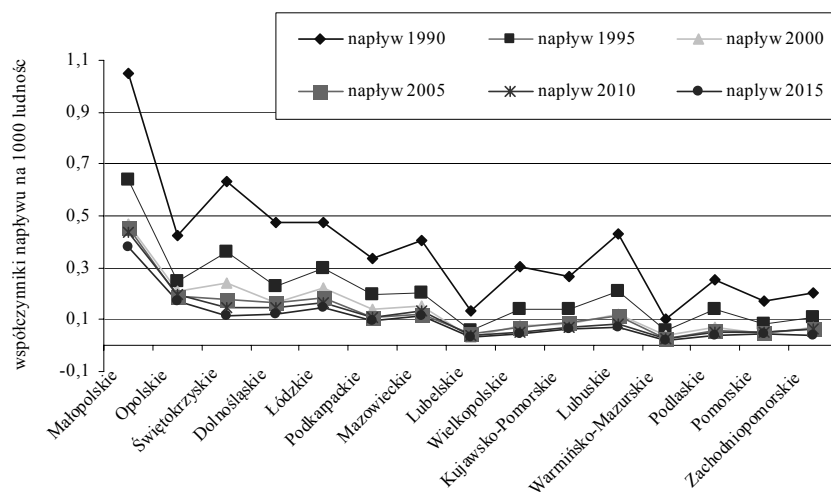 napływ 1990
napływ 1995
napływ 2000
napływ 2005
napływ 2010
napływ 2015
współczynniki napływu na 1000 ludnośc
1,1
0,9
0,7
0,5
0,3
0,1
-0,1
Małopolskie
Opolskie
Świętokrzyskie
Dolnośląskie
Łódzkie
Podkarpackie
Mazowieckie
Lubelskie
Wielkopolskie
Kujawsko-Pomorskie
Lubuskie
Warmińsko-Mazurskie
Podlaskie
Pomorskie
Zachodniopomorskie